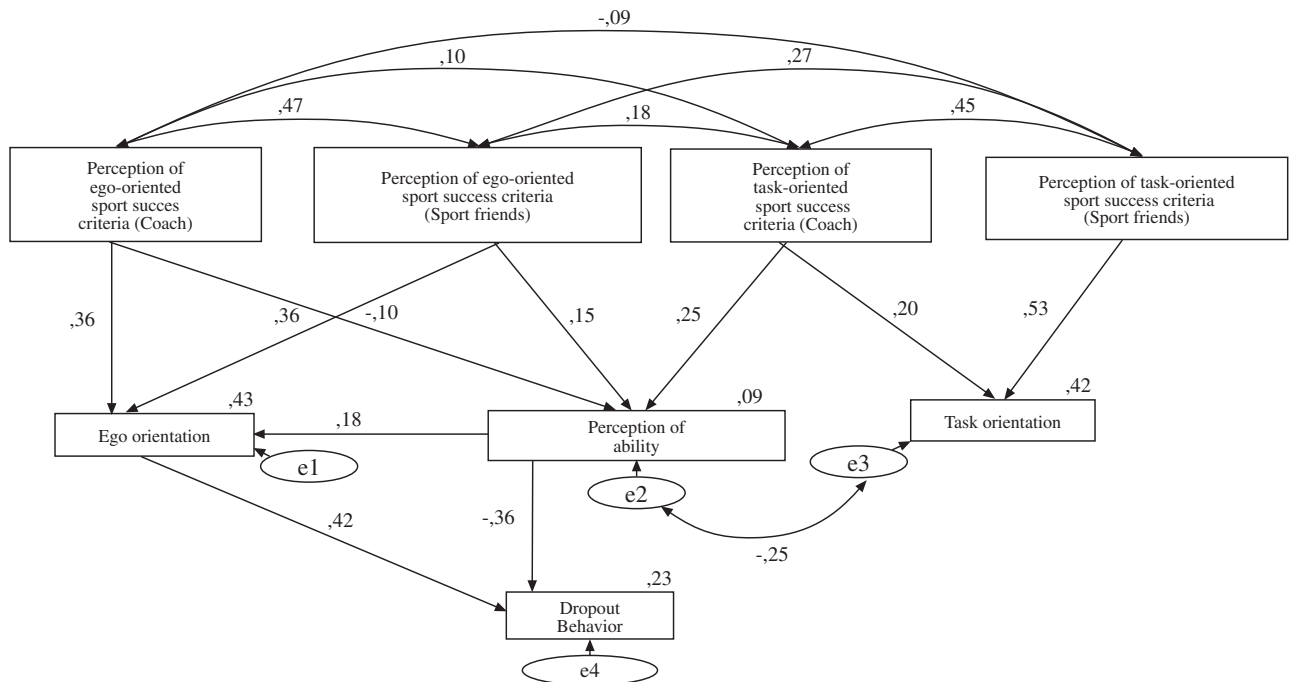 -,09
,10
,27
,47
,18
,45
Perception of
ego-oriented
sport succes
criteria (Coach)
Perception of ego-oriented
sport success criteria
(Sport friends)
Perception of
task-oriented
sport success
criteria (Coach)
Perception of task-oriented
sport success criteria
(Sport friends)
,36
,36
-,10
,15
,25
,20
,53
,43
,09
,42
Ego orientation
,18
Perception of
ability
Task orientation
e1
e2
e3
,42
-,36
-,25
,23
Dropout
Behavior
e4